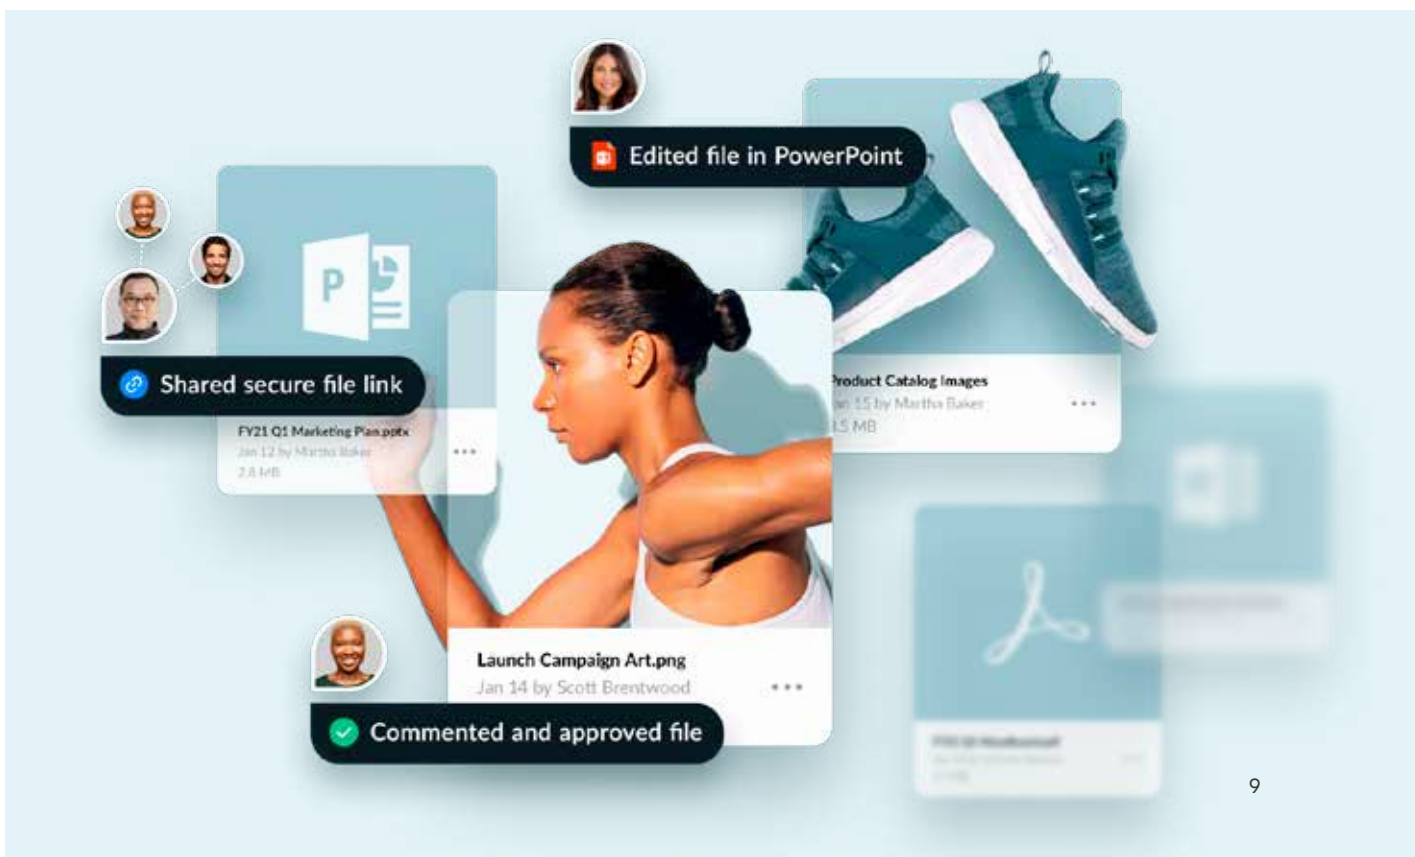 Edited file in PowerPoint
P
Shared secure file link
FY21 Q1 Marketing Plan.pptx
Jan 12 by Martha Baker
2.8 MB
Product Catalog Images
Jan 15 by Martha Baker
.5 MB
Launch Campaign Art.png
Jan 14 by Scott Brentwood
Commented and approved file
9